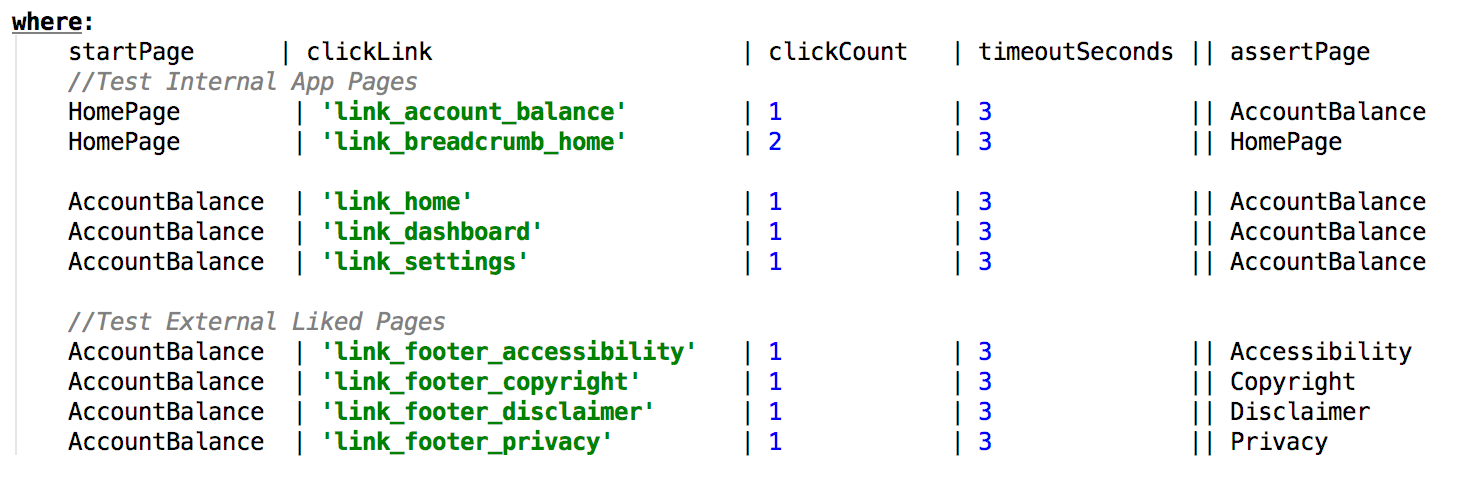 where:
startPage | clickLink | clickCount | timeoutSeconds || assertPage
//Test Internal App Pages
HomePage | 'link_account_balance' | 1 | 3 || AccountBalance
HomePage | 'link_breadcrumb_home' | 2 | 3 || HomePage
AccountBalance | 'link_home' | 1 | 3 || AccountBalance
AccountBalance | 'link_dashboard' | 1 | 3 || AccountBalance
AccountBalance | 'link_settings' | 1 | 3 || AccountBalance
//Test External Liked Pages
AccountBalance | 'link_footer_accessibility' | 1 | 3 || Accessibility
AccountBalance | 'link_footer_copyright' | 1 | 3 || Copyright
AccountBalance | 'link_footer_disclaimer' | 1 | 3 || Disclaimer
AccountBalance | 'link_footer_privacy' | 1 | 3 || Privacy